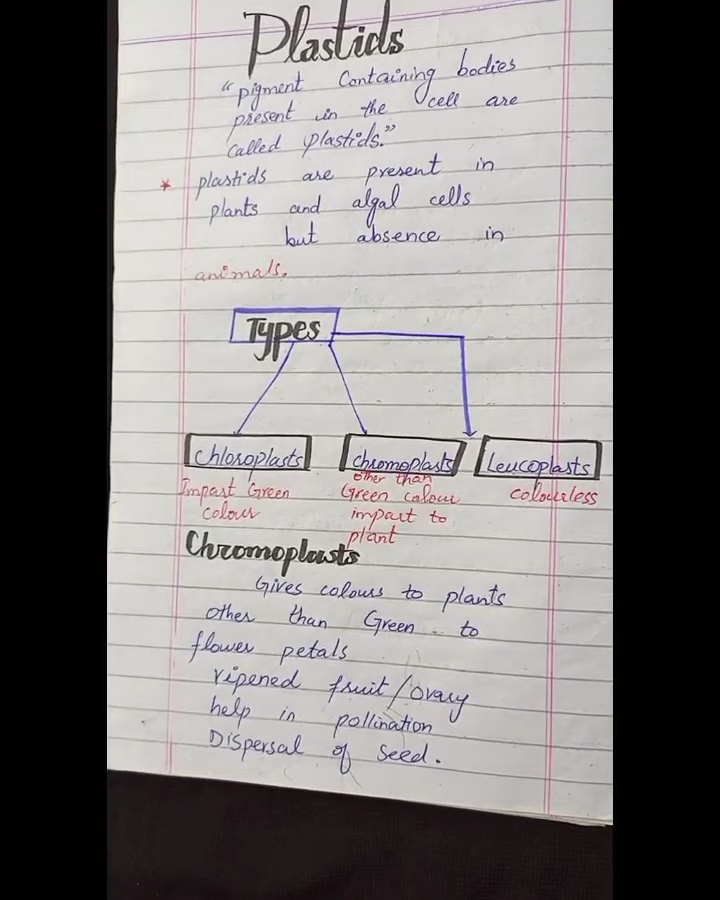 Plastids
"pigment Containing bodies
present in the cell are
called plastids."
* plastids are present in
plants and algal cells
but absence in
animals.
Types
Chloroplasts
Impart Green
colour
chromoplasts
other than
Green colour
impart to
plant
Leucoplasts
colourless
Chromoplasts
Gives colours to plants
other than Green to
flower petals
ripened fruit/ovary
help in pollination
Dispersal of seed.